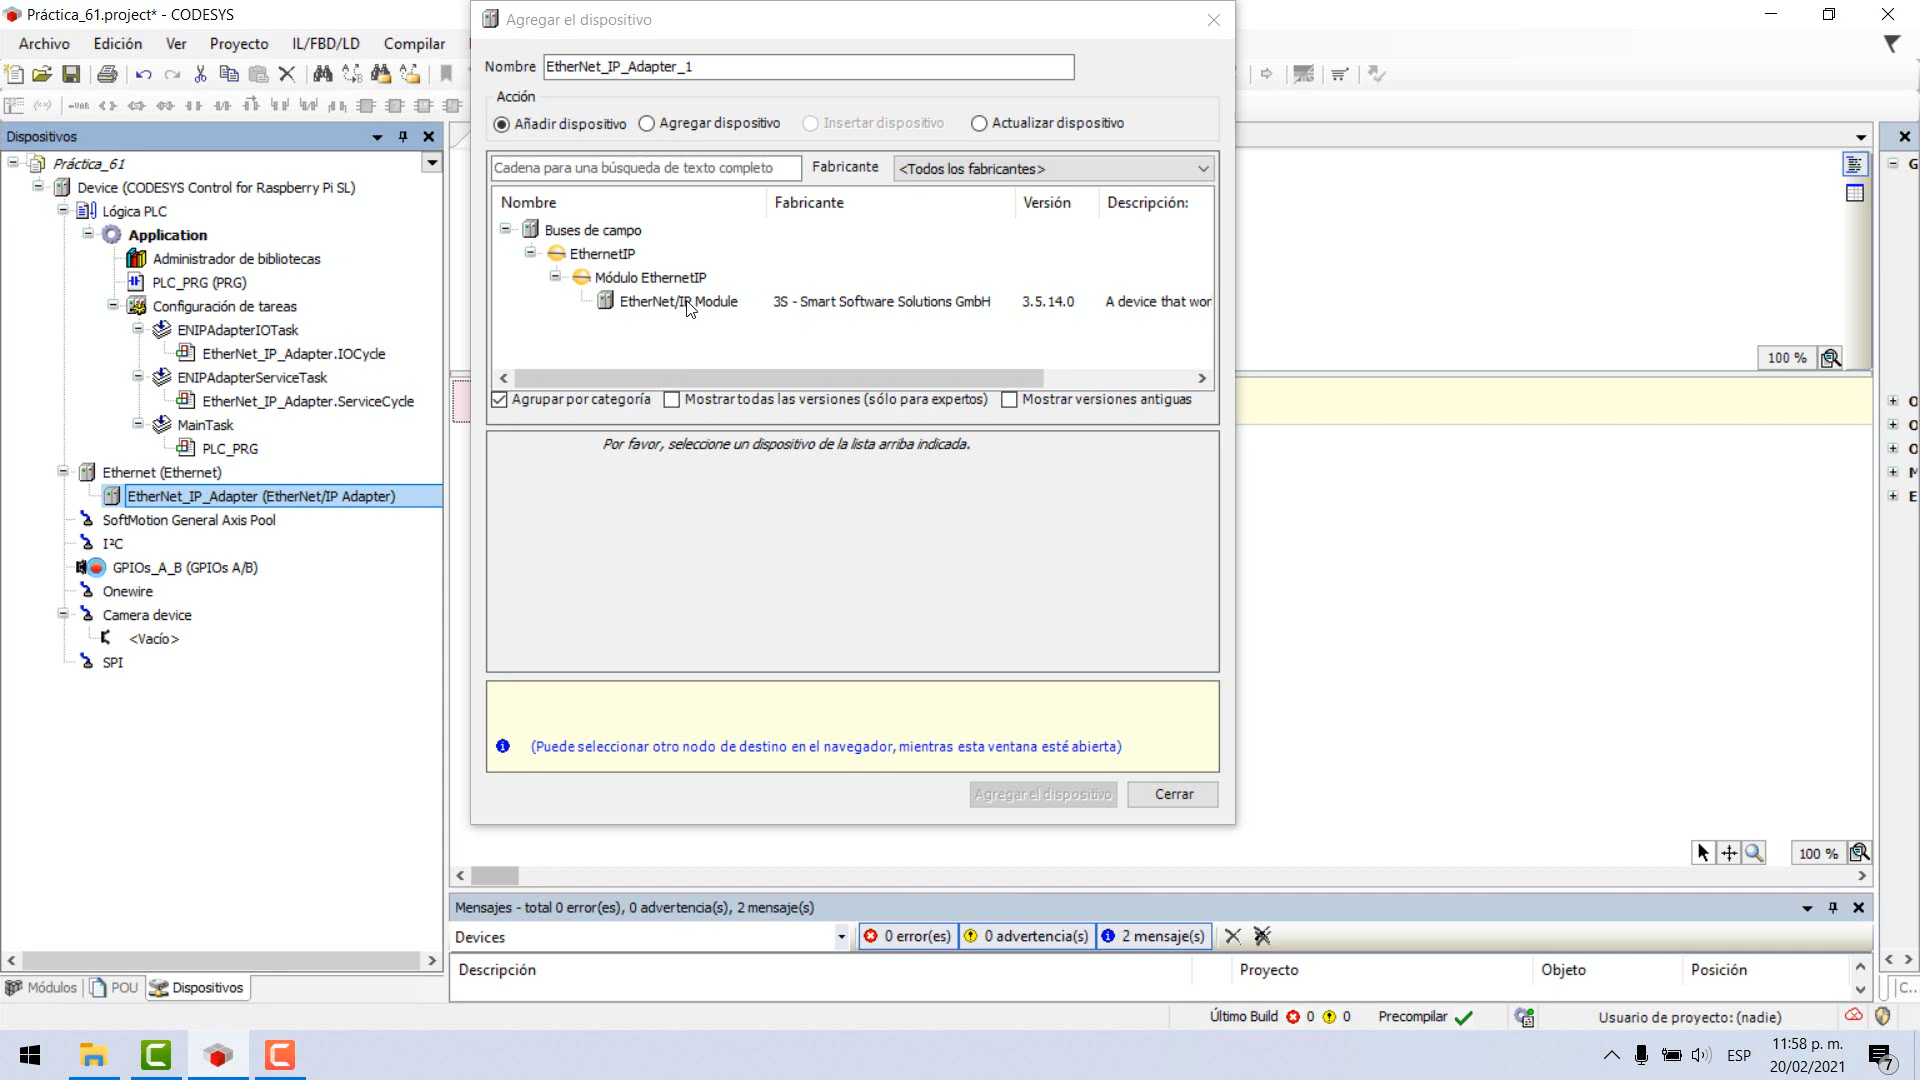 Práctica_61.project* - CODESYS
Archivo Edición Ver Proyecto IL/FBD/LD Compilar
Dispositivos
Práctica_61
Device (CODESYS Control for Raspberry Pi SL)
Lógica PLC
Application
Administrador de bibliotecas
PLC_PRG (PRG)
Configuración de tareas
ENIPAdapterIOTask
EtherNet_IP_Adapter.IOCycle
ENIPAdapterServiceTask
EtherNet_IP_Adapter.ServiceCycle
MainTask
PLC_PRG
Ethernet (Ethernet)
EtherNet_IP_Adapter (EtherNet/IP Adapter)
SoftMotion General Axis Pool
I²C
GPIOs_A_B (GPIOs A/B)
Onewire
Camera device
<Vacío>
SPI
Módulos POU Dispositivos
Agregar el dispositivo
Nombre EtherNet_IP_Adapter_1
Acción
Añadir dispositivo Agregar dispositivo Insertar dispositivo Actualizar dispositivo
Cadena para una búsqueda de texto completo Fabricante <Todos los fabricantes>
Nombre Fabricante Versión Descripción:
Buses de campo
EthernetIP
Módulo EthernetIP
EtherNet/IP Module 3S - Smart Software Solutions GmbH 3.5.14.0 A device that wor
Agrupar por categoría Mostrar todas las versiones (sólo para expertos) Mostrar versiones antiguas
Por favor, seleccione un dispositivo de la lista arriba indicada.
(Puede seleccionar otro nodo de destino en el navegador, mientras esta ventana esté abierta)
Agregar el dispositivo Cerrar
100 %
100 %
Mensajes - total 0 error(es), 0 advertencia(s), 2 mensaje(s)
Devices 0 error(es) 0 advertencia(s) 2 mensaje(s)
Descripción Proyecto Objeto Posición
C...
Último Build 0 0 Precompilar Usuario de proyecto: (nadie)
ESP
11:58 p. m.
20/02/2021
7